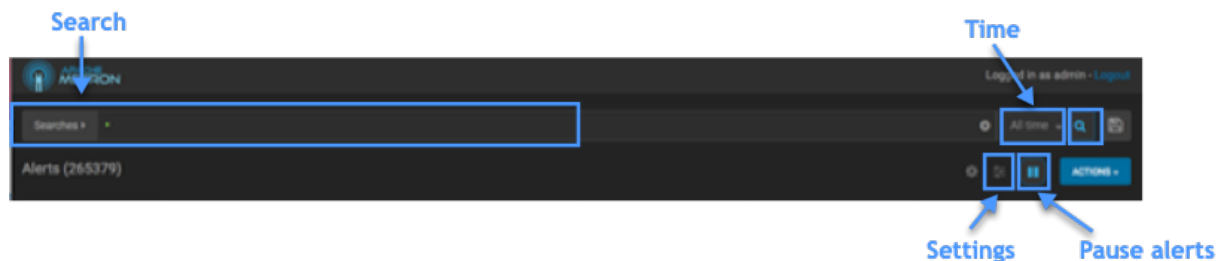 Search
Time
APACHE
METRON
Logged in as admin - Logout
Searches
All time
Alerts (265379)
ACTIONS
Settings
Pause alerts